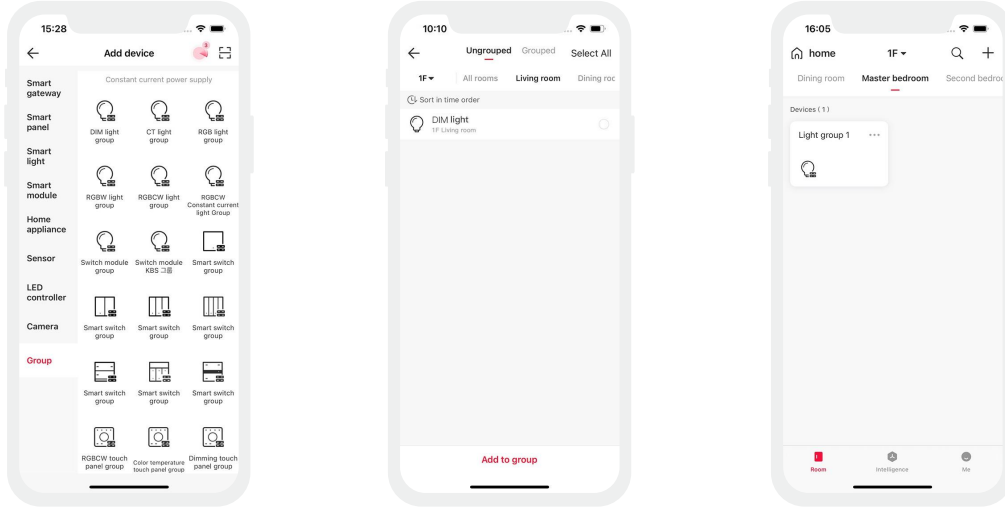 15:28
Add device
Smart gateway
Smart panel
Smart light
Smart module
Home appliance
Sensor
LED controller
Camera
Group
Constant current power supply
DIM light group
CT light group
RGB light group
RGBW light group
RGBCW light group
RGBCW Constant current light Group
Switch module group
Switch module KBS 그룹
Smart switch group
Smart switch group
Smart switch group
Smart switch group
Smart switch group
Smart switch group
Smart switch group
RGBCW touch panel group
Color temperature touch panel group
Dimming touch panel group
10:10
Ungrouped
Grouped
Select All
1F
All rooms
Living room
Dining roo
Sort in time order
DIM light
1F Living room
Add to group
16:05
home
1F
Dining room
Master bedroom
Second bedroo
Devices ( 1 )
Light group 1
Room
Intelligence
Me